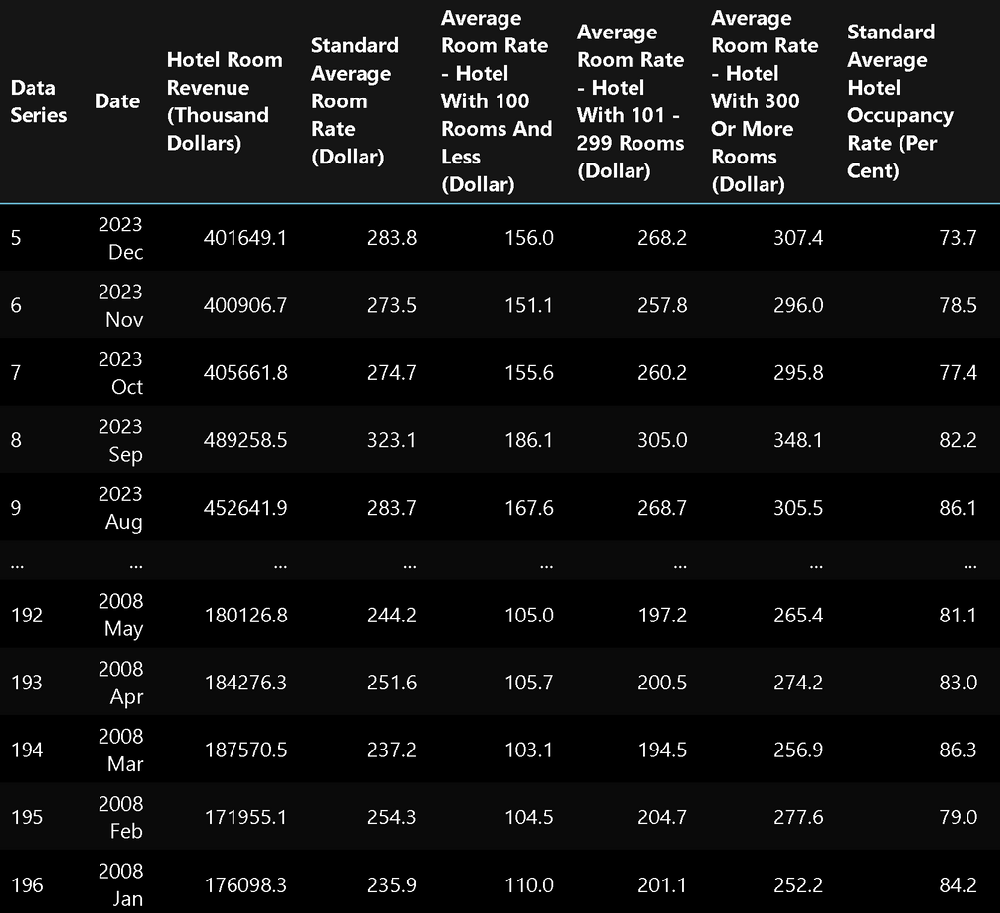 Data Series Date Hotel Room Revenue (Thousand Dollars) Standard Average Room Rate (Dollar) Average Room Rate - Hotel With 100 Rooms And Less (Dollar) Average Room Rate - Hotel With 101 - 299 Rooms (Dollar) Average Room Rate - Hotel With 300 Or More Rooms (Dollar) Standard Average Hotel Occupancy Rate (Per Cent)
5 2023 Dec 401649.1 283.8 156.0 268.2 307.4 73.7
6 2023 Nov 400906.7 273.5 151.1 257.8 296.0 78.5
7 2023 Oct 405661.8 274.7 155.6 260.2 295.8 77.4
8 2023 Sep 489258.5 323.1 186.1 305.0 348.1 82.2
9 2023 Aug 452641.9 283.7 167.6 268.7 305.5 86.1
... ... ... ... ... ... ... ...
192 2008 May 180126.8 244.2 105.0 197.2 265.4 81.1
193 2008 Apr 184276.3 251.6 105.7 200.5 274.2 83.0
194 2008 Mar 187570.5 237.2 103.1 194.5 256.9 86.3
195 2008 Feb 171955.1 254.3 104.5 204.7 277.6 79.0
196 2008 Jan 176098.3 235.9 110.0 201.1 252.2 84.2